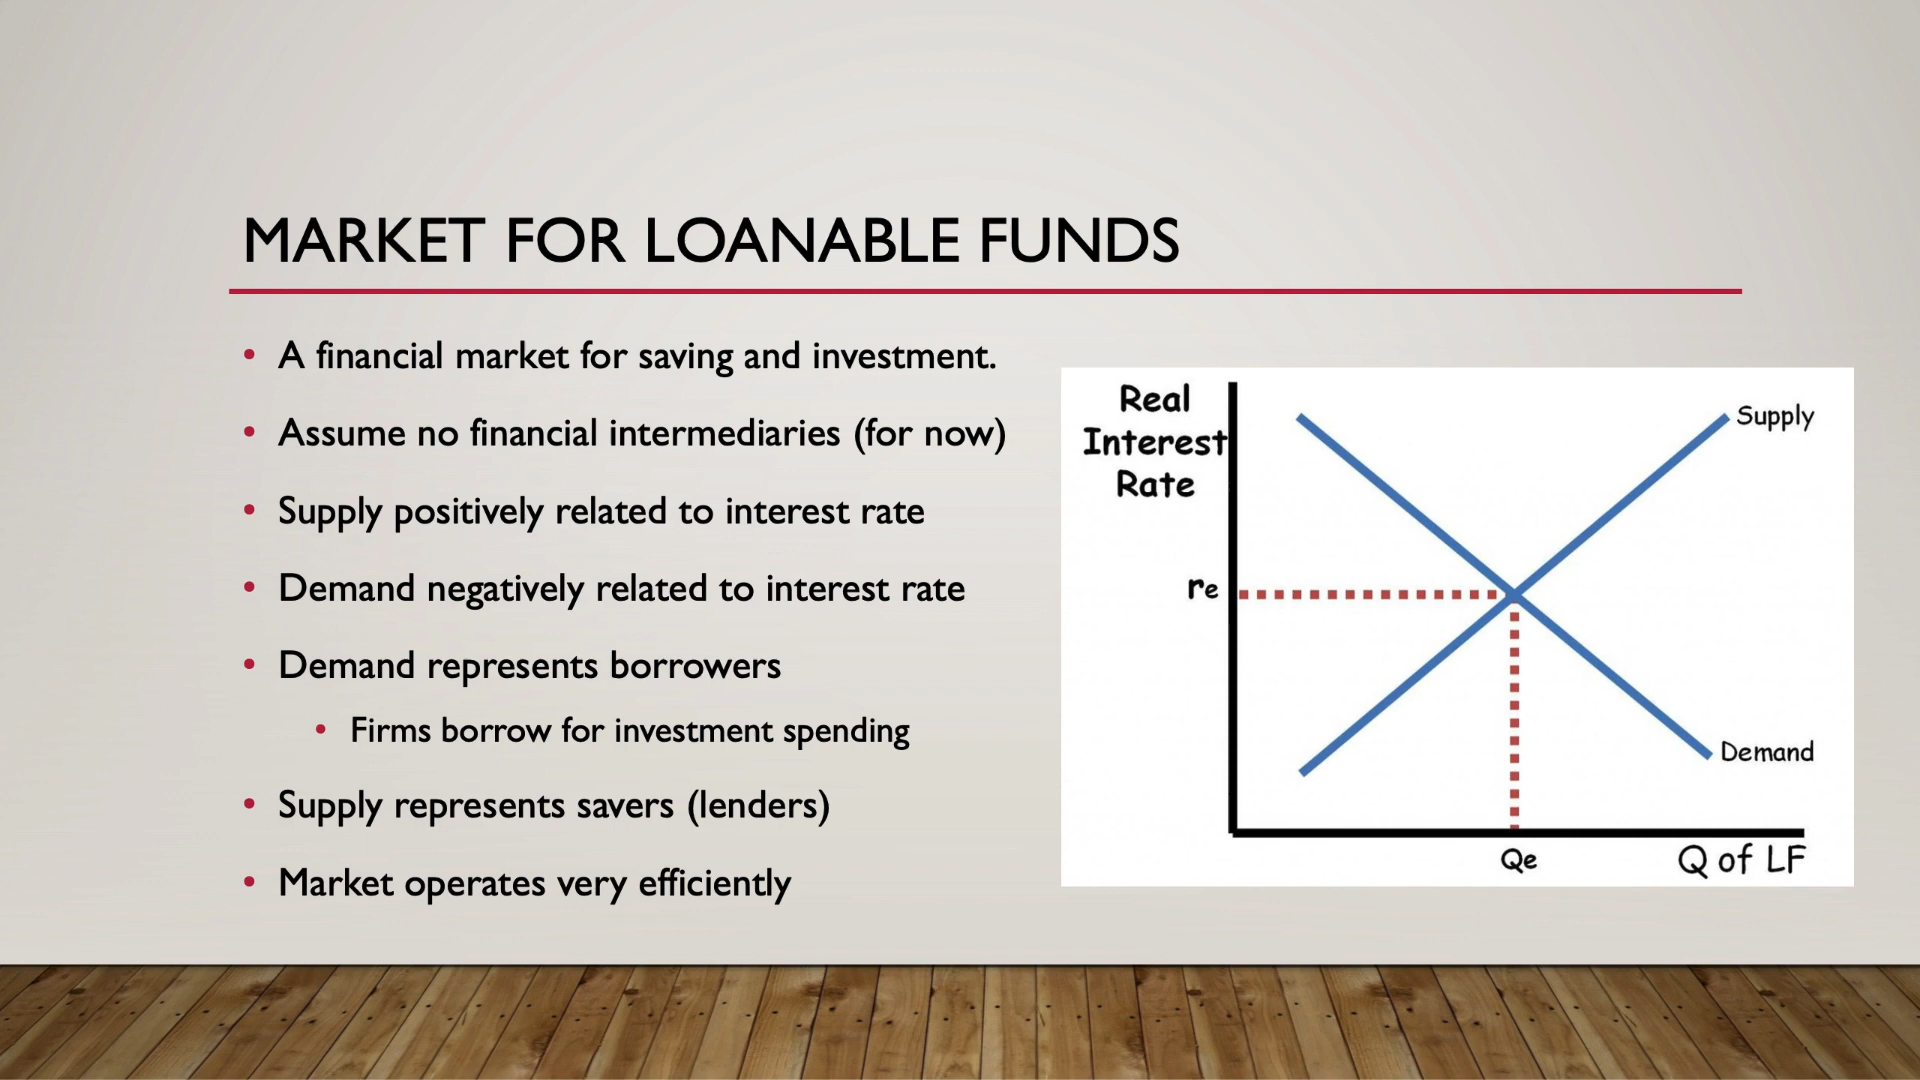 MARKET FOR LOANABLE FUNDS
• A financial market for saving and investment.
• Assume no financial intermediaries (for now)
• Supply positively related to interest rate
• Demand negatively related to interest rate
• Demand represents borrowers
• Firms borrow for investment spending
• Supply represents savers (lenders)
• Market operates very efficiently
Real
Interest
Rate
Supply
re
Demand
Qe
Q of LF